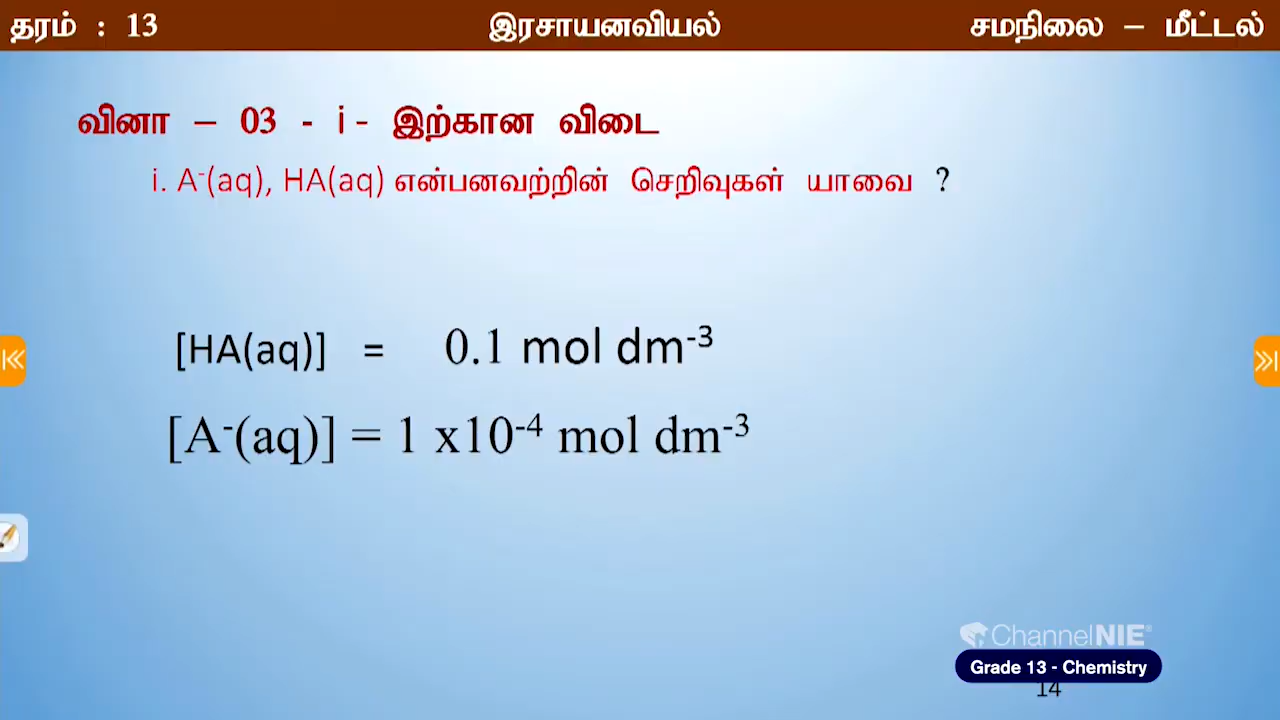 தரம் : 13 இரசாயனவியல் சமநிலை – மீட்டல்
வினா – 03 - i - இற்கான விடை
i. A⁻(aq), HA(aq) என்பனவற்றின் செறிவுகள் யாவை ?
[HA(aq)] = 0.1 mol dm⁻³
[A⁻(aq)] = 1 x10⁻⁴ mol dm⁻³
ChannelNIE®
Grade 13 - Chemistry
14